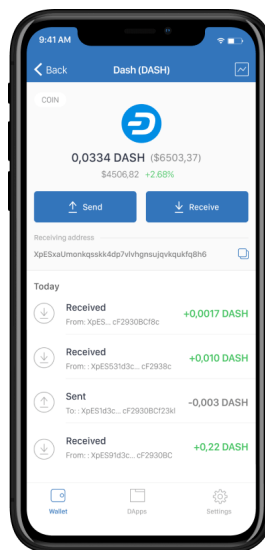 9:41 AM
Back
Dash (DASH)
COIN
0,0334 DASH ($6503,37)
$4506,82 +2.68%
Send
Receive
Receiving address
XpESxaUmonkqsskk4dp7vlvhgnsujqvkqukfq8h6
Today
Received
From: XpES... cF2930BCf8c
+0,0017 DASH
Received
From: : XpES531d3c... cF2938c
+0,010 DASH
Sent
To: : XpES1d3c... cF2930BCf23kl
-0,003 DASH
Received
From: : XpES91d3c... cF2930BC
+0,22 DASH
Wallet
DApps
Settings